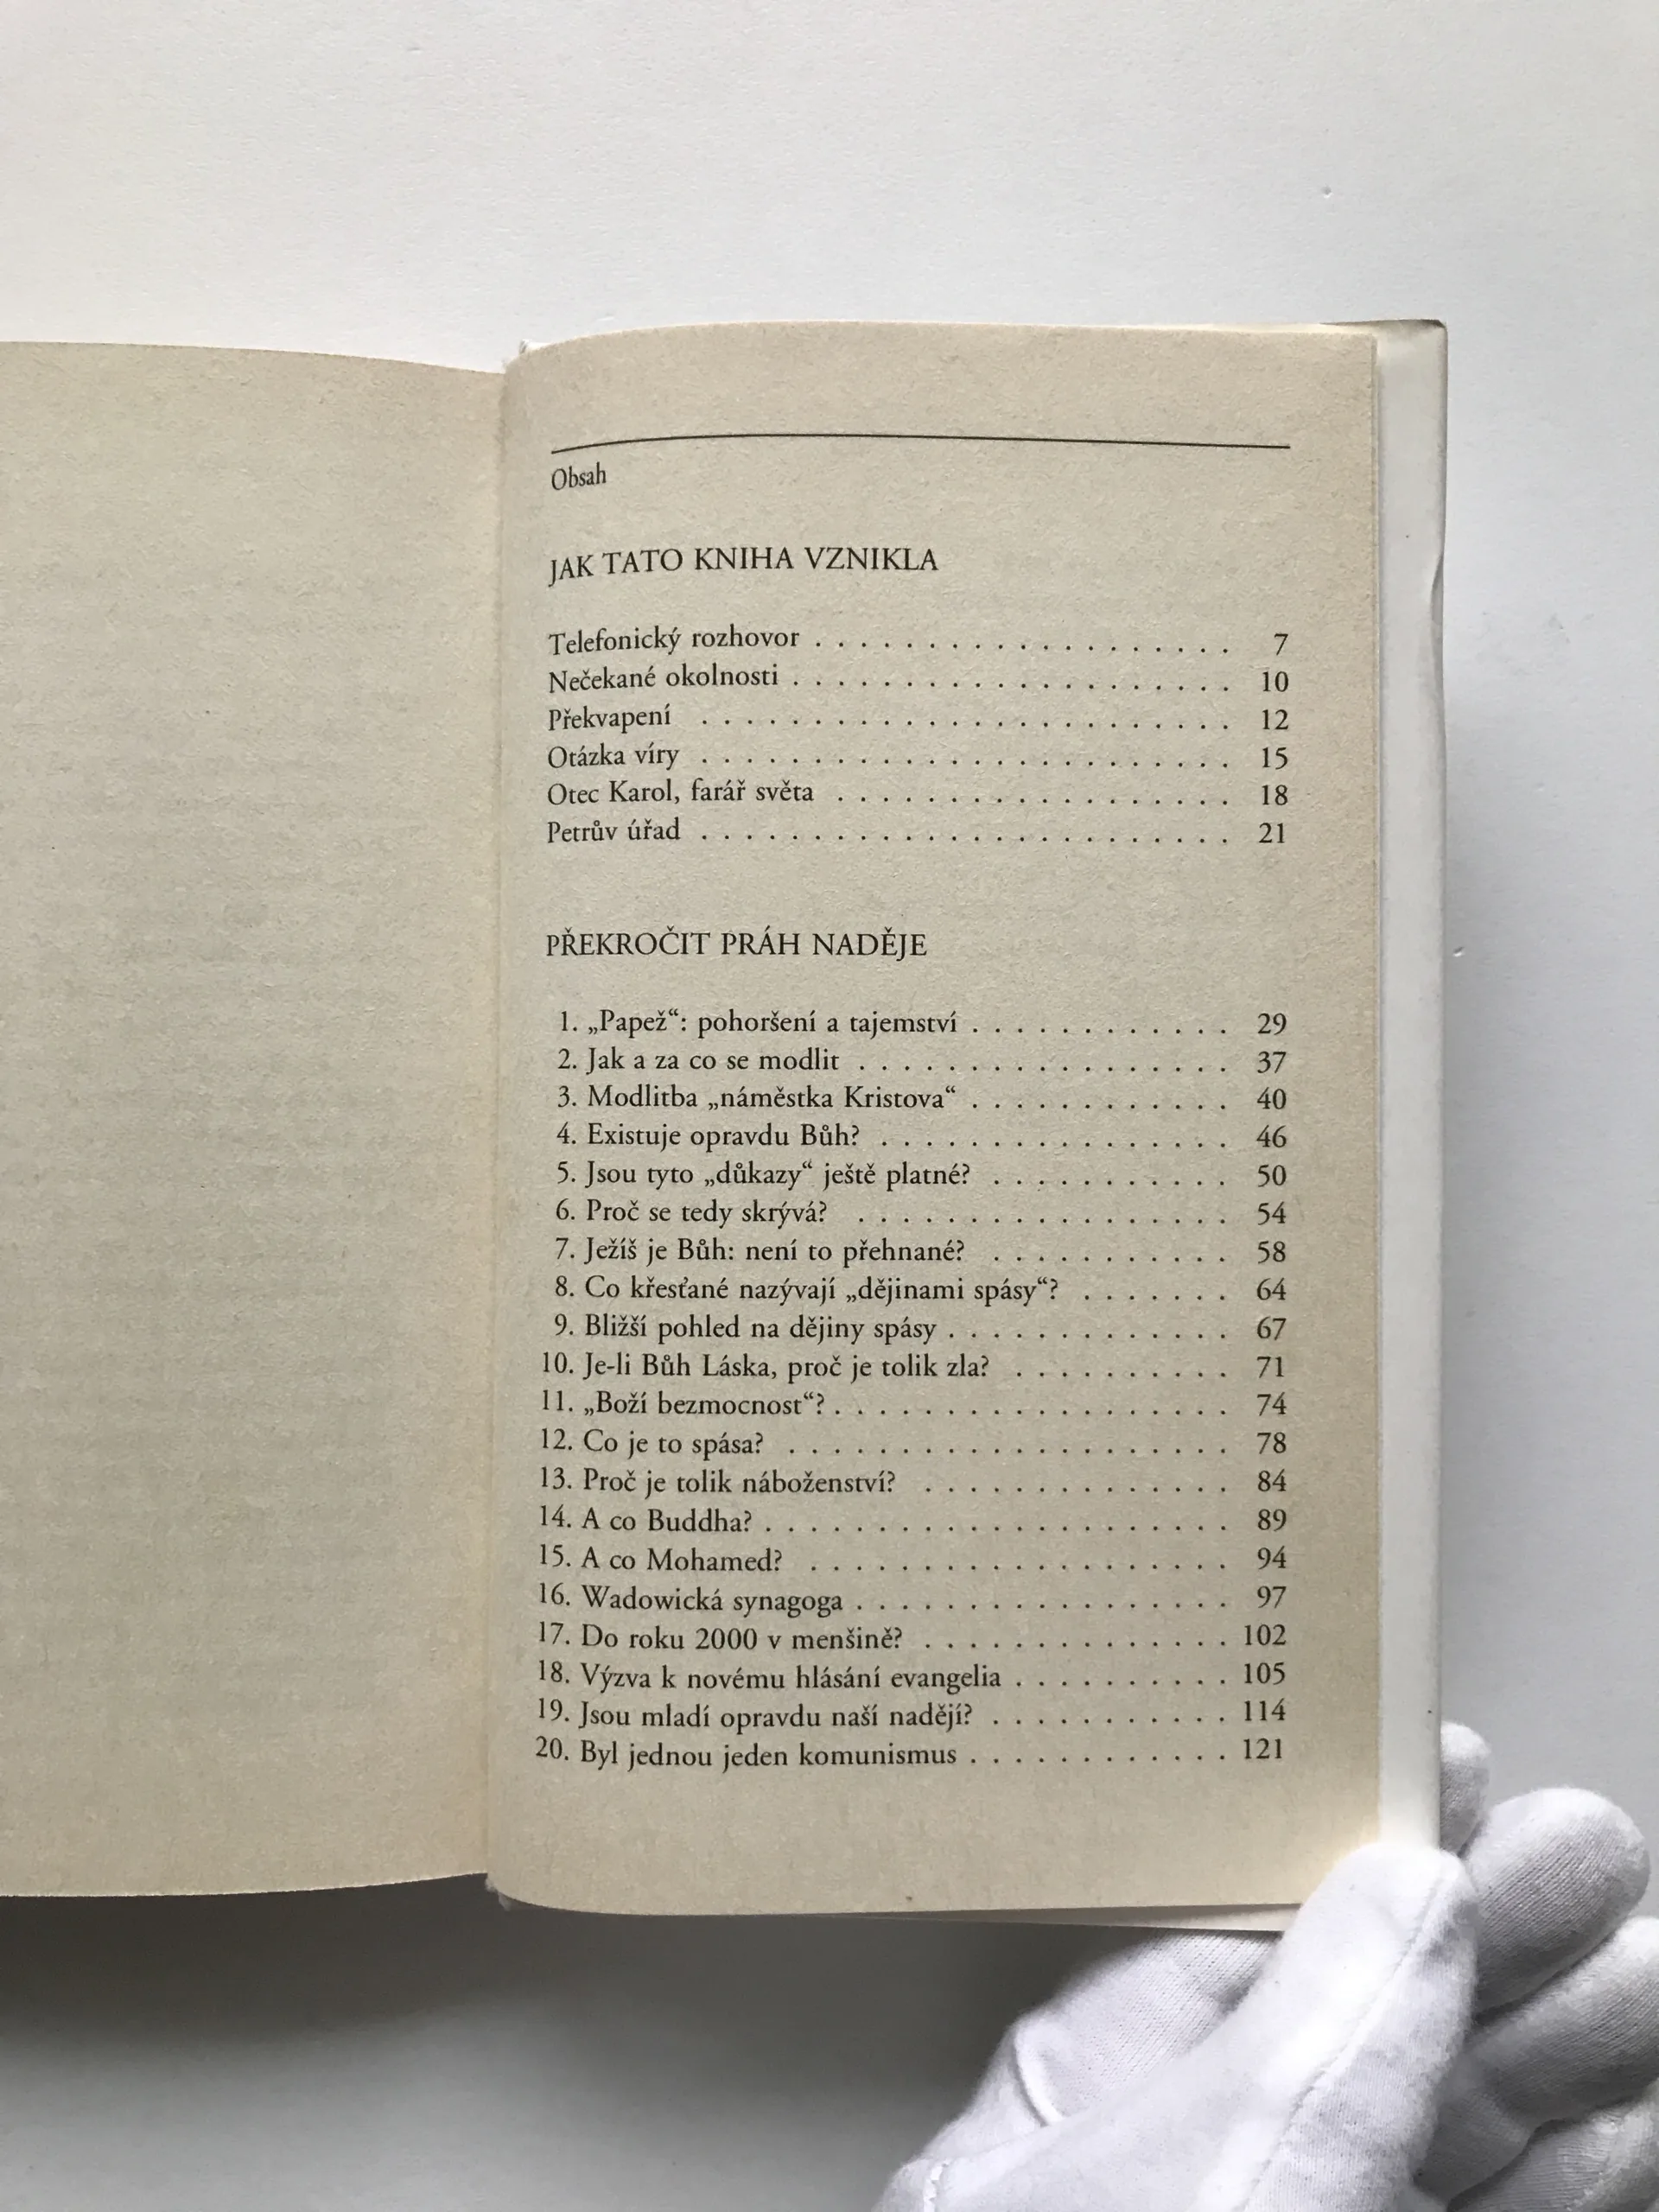 Obsah
JAK TATO KNIHA VZNIKLA
Telefonický rozhovor . . . . . . . . . . . . . . . . . . . 7
Nečekané okolnosti . . . . . . . . . . . . . . . . . . . . 10
Překvapení . . . . . . . . . . . . . . . . . . . . . . . . 12
Otázka víry . . . . . . . . . . . . . . . . . . . . . . . . 15
Otec Karol, farář světa . . . . . . . . . . . . . . . . . . 18
Petrův úřad . . . . . . . . . . . . . . . . . . . . . . . . 21
PŘEKROČIT PRÁH NADĚJE
1. „Papež“: pohoršení a tajemství . . . . . . . . . . . . 29
2. Jak a za co se modlit . . . . . . . . . . . . . . . . . 37
3. Modlitba „náměstka Kristova“ . . . . . . . . . . . . 40
4. Existuje opravdu Bůh? . . . . . . . . . . . . . . . . 46
5. Jsou tyto „důkazy“ ještě platné? . . . . . . . . . . . 50
6. Proč se tedy skrývá? . . . . . . . . . . . . . . . . . 54
7. Ježíš je Bůh: není to přehnané? . . . . . . . . . . . 58
8. Co křesťané nazývají „dějinami spásy“? . . . . . . . 64
9. Bližší pohled na dějiny spásy . . . . . . . . . . . . . 67
10. Je-li Bůh Láska, proč je tolik zla? . . . . . . . . . . 71
11. „Boží bezmocnost“? . . . . . . . . . . . . . . . . . . 74
12. Co je to spása? . . . . . . . . . . . . . . . . . . . . 78
13. Proč je tolik náboženství? . . . . . . . . . . . . . . 84
14. A co Buddha? . . . . . . . . . . . . . . . . . . . . . 89
15. A co Mohamed? . . . . . . . . . . . . . . . . . . . 94
16. Wadowická synagoga . . . . . . . . . . . . . . . . . 97
17. Do roku 2000 v menšině? . . . . . . . . . . . . . . 102
18. Výzva k novému hlásání evangelia . . . . . . . . . . 105
19. Jsou mladí opravdu naší nadějí? . . . . . . . . . . . 114
20. Byl jednou jeden komunismus . . . . . . . . . . . . 121